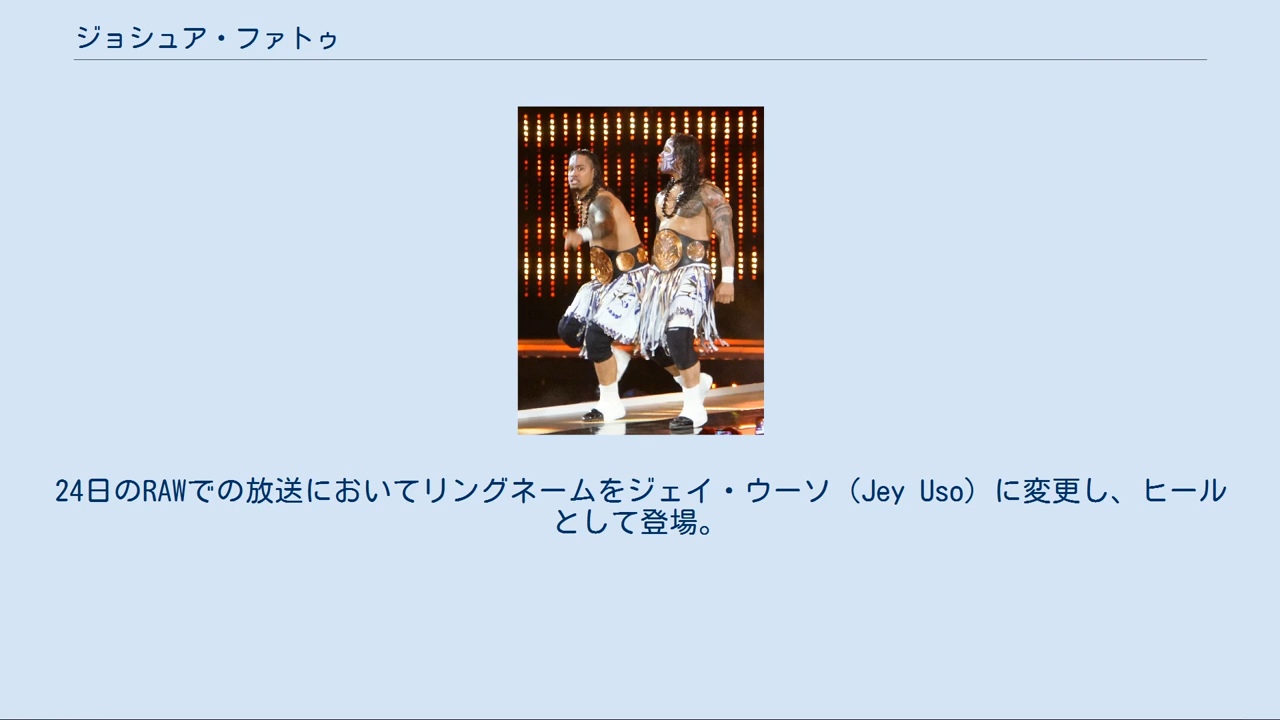 ジョシュア・ファトゥ
24日のRAWでの放送においてリングネームをジェイ・ウーソ（Jey Uso）に変更し、ヒール
として登場。